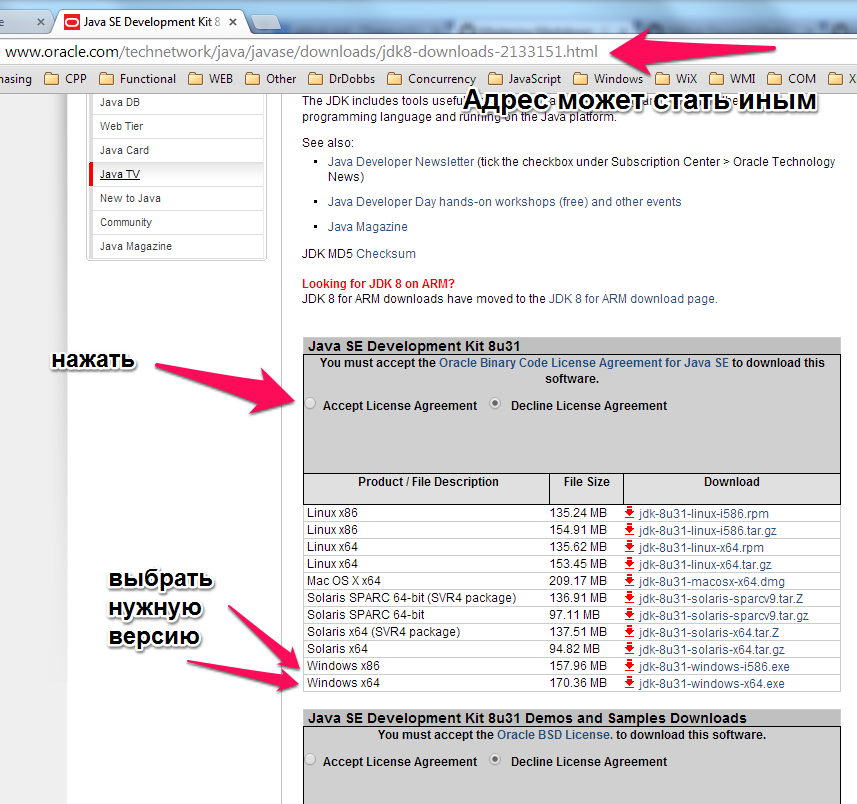 e
Java SE Development Kit 8
www.oracle.com/technetwork/java/javase/downloads/jdk8-downloads-2133151.html
hasing CPP Functional WEB Other DrDobbs Concurrency JavaScript Windows WiX WMI COM X
Адрес может стать иным
Java DB
Web Tier
Java Card
Java TV
New to Java
Community
Java Magazine
The JDK includes tools useful
programming language and running on the Java platform.
See also:
Java Developer Newsletter (tick the checkbox under Subscription Center > Oracle Technology
News)
Java Developer Day hands-on workshops (free) and other events
Java Magazine
JDK MD5 Checksum
Looking for JDK 8 on ARM?
JDK 8 for ARM downloads have moved to the JDK 8 for ARM download page.
нажать
Java SE Development Kit 8u31
You must accept the Oracle Binary Code License Agreement for Java SE to download this
software.
Accept License Agreement Decline License Agreement
Product / File Description File Size Download
Linux x86 135.24 MB jdk-8u31-linux-i586.rpm
Linux x86 154.91 MB jdk-8u31-linux-i586.tar.gz
Linux x64 135.62 MB jdk-8u31-linux-x64.rpm
Linux x64 153.45 MB jdk-8u31-linux-x64.tar.gz
Mac OS X x64 209.17 MB jdk-8u31-macosx-x64.dmg
Solaris SPARC 64-bit (SVR4 package) 136.91 MB jdk-8u31-solaris-sparcv9.tar.Z
Solaris SPARC 64-bit 97.11 MB jdk-8u31-solaris-sparcv9.tar.gz
Solaris x64 (SVR4 package) 137.51 MB jdk-8u31-solaris-x64.tar.Z
Solaris x64 94.82 MB jdk-8u31-solaris-x64.tar.gz
Windows x86 157.96 MB jdk-8u31-windows-i586.exe
Windows x64 170.36 MB jdk-8u31-windows-x64.exe
выбрать
нужную
версию
Java SE Development Kit 8u31 Demos and Samples Downloads
You must accept the Oracle BSD License. to download this software.
Accept License Agreement Decline License Agreement